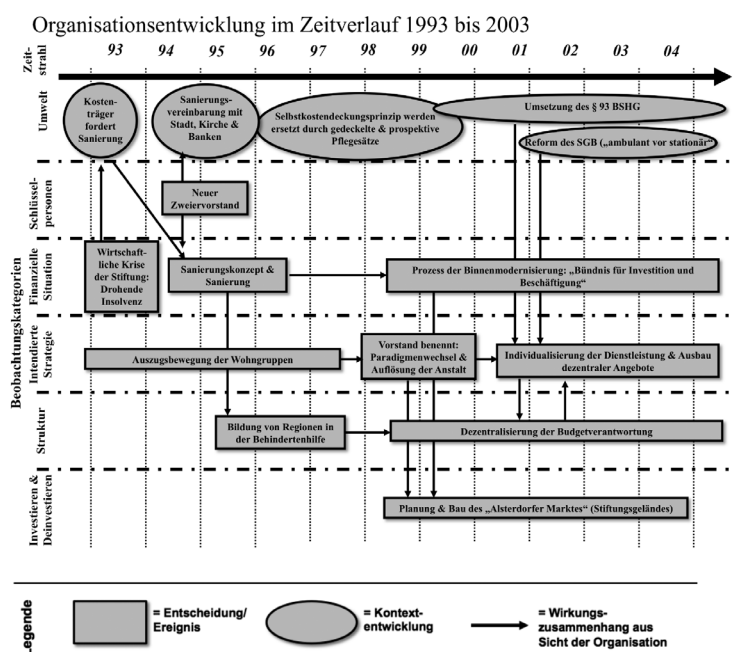 Organisationsentwicklung im Zeitverlauf 1993 bis 2003
Zeit-
strahl
93 94 95 96 97 98 99 00 01 02 03 04
Beobachtungskategorien
Umwelt
Kosten-
träger
fordert
Sanierung
Sanierungs-
vereinbarung mit
Stadt, Kirche &
Banken
Selbstkostendeckungsprinzip werden
ersetzt durch gedeckelte & prospektive
Pflegesätze
Umsetzung des § 93 BSHG
Reform des SGB („ambulant vor stationär“
Schlüssel-
personen
Neuer
Zweiervorstand
Finanzielle
Situation
Wirtschaft-
liche Krise
der Stiftung:
Drohende
Insolvenz
Sanierungskonzept &
Sanierung
Prozess der Binnenmodernisierung: „Bündnis für Investition und
Beschäftigung“
Intendierte
Strategie
Auszugsbewegung der Wohngruppen
Vorstand benennt:
Paradigmenwechsel &
Auflösung der Anstalt
Individualisierung der Dienstleistung & Ausbau
dezentraler Angebote
Struktur
Bildung von Regionen in
der Behindertenhilfe
Dezentralisierung der Budgetverantwortung
Investieren &
Deinvestieren
Planung & Bau des „Alsterdorfer Marktes“ (Stiftungsgeländes)
Legende
= Entscheidung/
Ereignis
= Kontext-
entwicklung
= Wirkungs-
zusammenhang aus
Sicht der Organisation